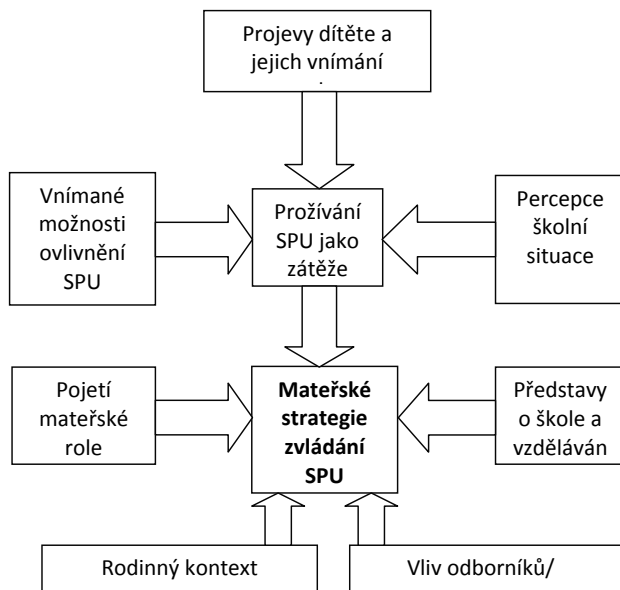 Projevy dítěte a
jejich vnímání
Vnímané
možnosti
ovlivnění
SPU
Prožívání
SPU jako
zátěže
Percepce
školní
situace
Pojetí
mateřské
role
Mateřské
strategie
zvládání
SPU
Představy
o škole a
vzděláván
Rodinný kontext
Vliv odborníků/